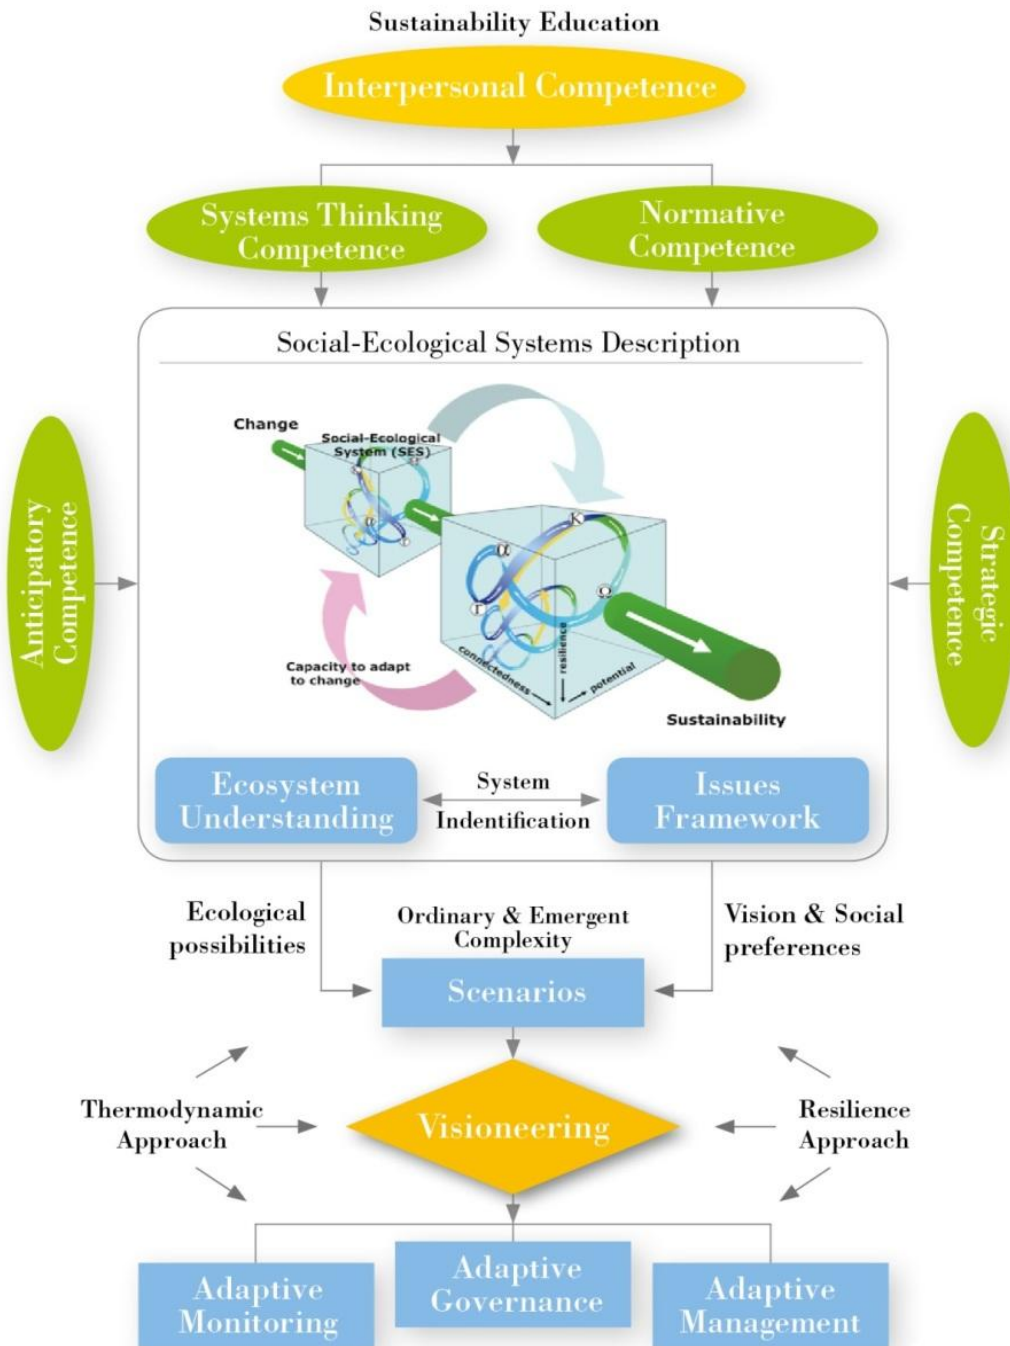 Sustainability Education
Interpersonal Competence
Systems Thinking
Competence
Normative
Competence
Social-Ecological Systems Description
Change
Social-Ecological
System (SES)
α
K
α
r
Ω
connectedness
resilience
potential
Capacity to adapt
to change
Sustainability
Anticipatory
Competence
Strategic
Competence
Ecosystem
Understanding
System
Indentification
Issues
Framework
Ecological
possibilities
Ordinary & Emergent
Complexity
Vision & Social
preferences
Scenarios
Thermodynamic
Approach
Visioneering
Resilience
Approach
Adaptive
Monitoring
Adaptive
Governance
Adaptive
Management